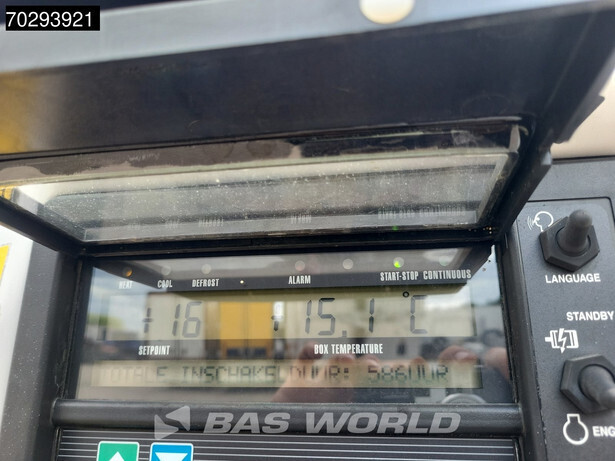 70293921
HEAT COOL DEFROST ALARM START-STOP CONTINUOUS
+16 +15.1°C
SETPOINT BOX TEMPERATURE
TOTALE INSCHAKELDUUR: 586UUR
BAS WORLD
LANGUAGE
STANDBY
ENG